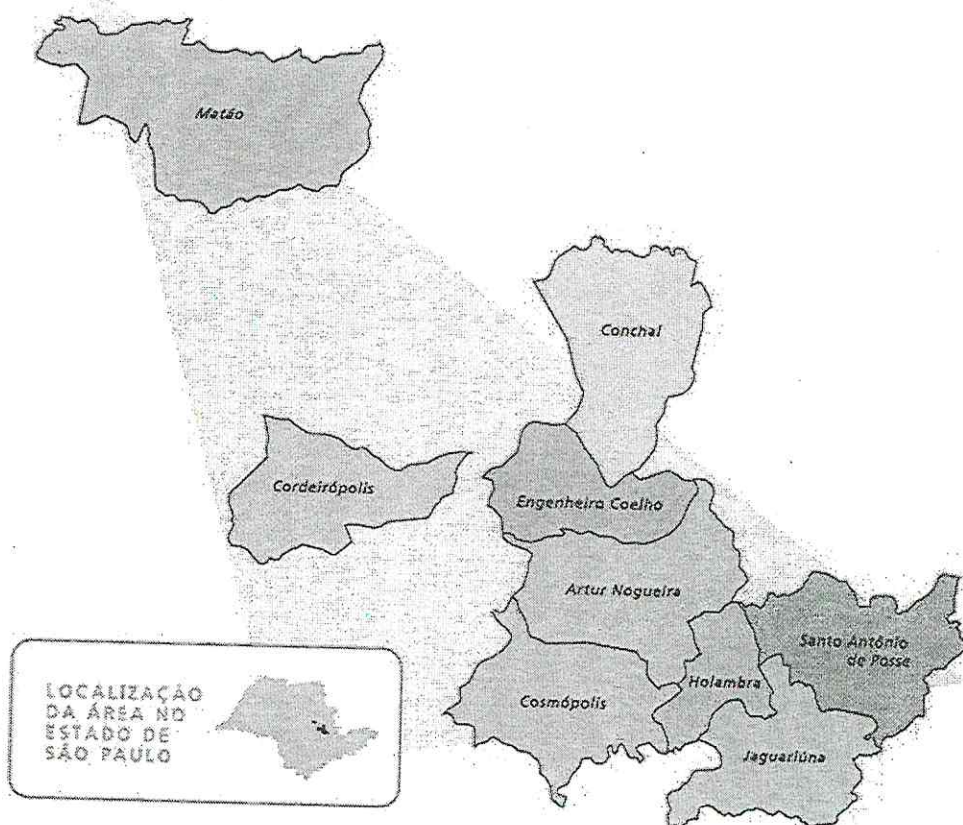 Matão
Conchal
Cordeirópolis
Engenheiro Coelho
Artur Nogueira
Santo Antônio
de Posse
Holambra
Cosmópolis
Jaguariúna
LOCALIZAÇÃO
DA ÁREA NO
ESTADO DE
SÃO PAULO